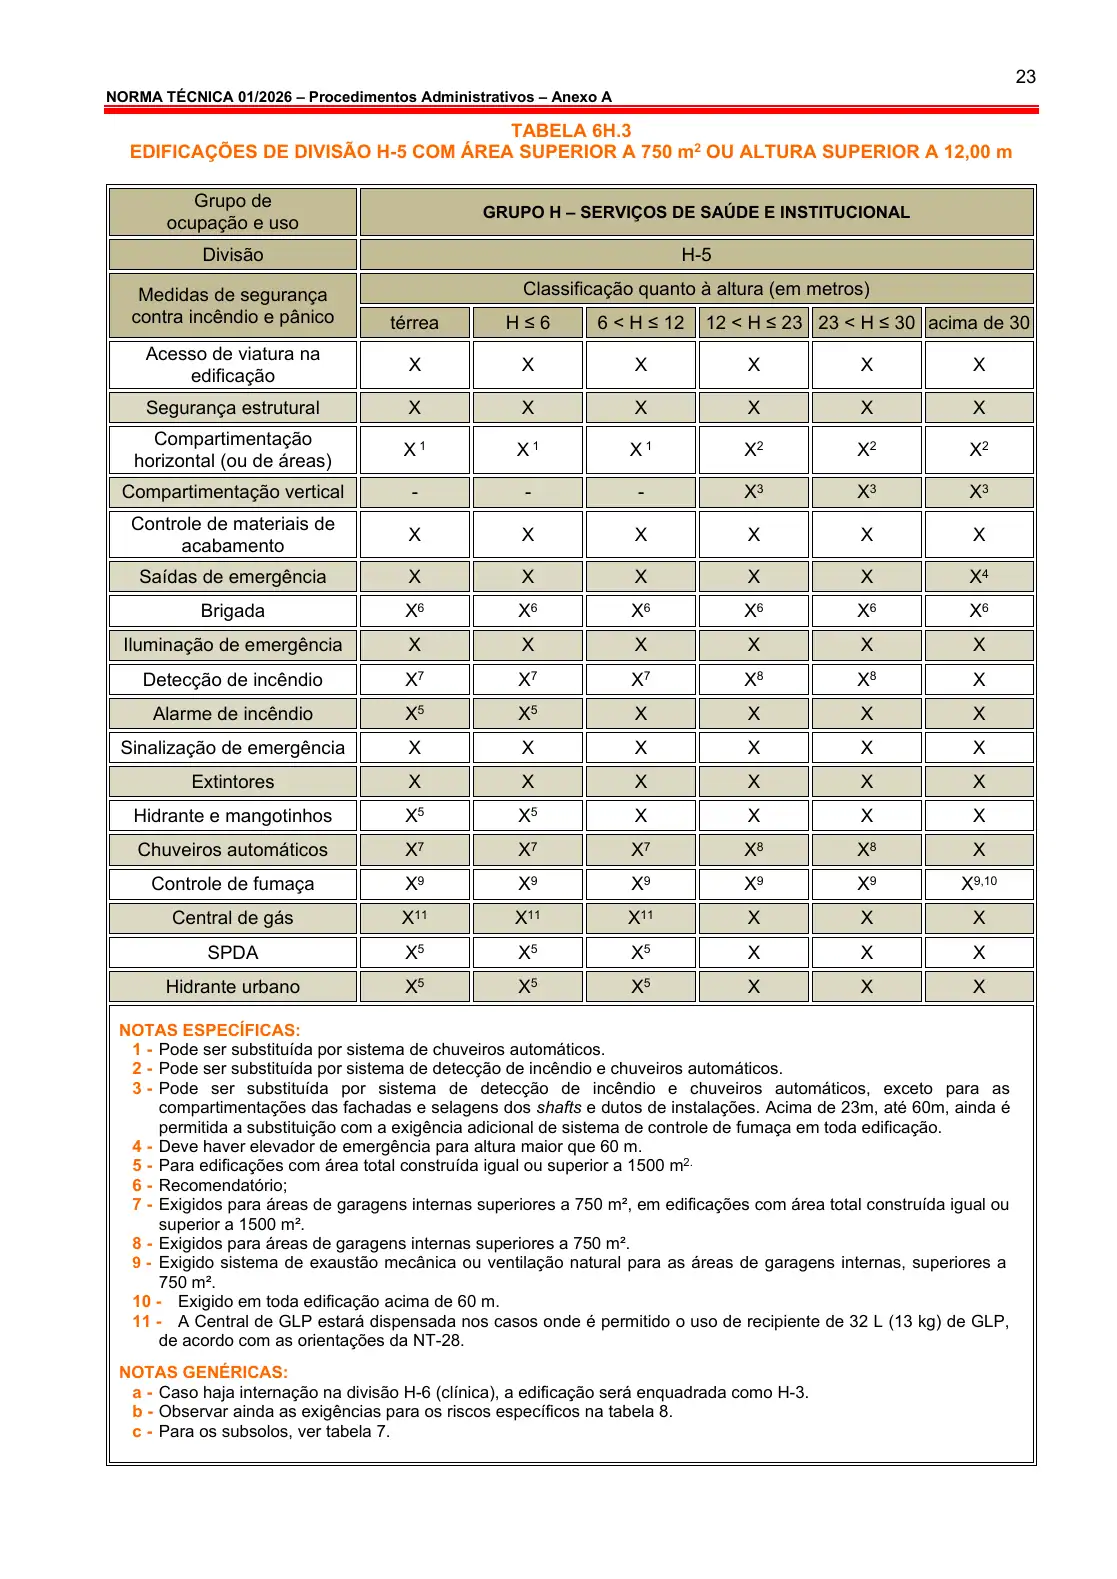 23
NORMA TÉCNICA 01/2026 – Procedimentos Administrativos – Anexo A
TABELA 6H.3
EDIFICAÇÕES DE DIVISÃO H-5 COM ÁREA SUPERIOR A 750 m² OU ALTURA SUPERIOR A 12,00 m
Grupo de
ocupação e uso
GRUPO H – SERVIÇOS DE SAÚDE E INSTITUCIONAL
Divisão
H-5
Medidas de segurança
contra incêndio e pânico
Classificação quanto à altura (em metros)
térrea H ≤ 6 6 < H ≤ 12 12 < H ≤ 23 23 < H ≤ 30 acima de 30
Acesso de viatura na
edificação
X X X X X X
Segurança estrutural X X X X X X
Compartimentação
horizontal (ou de áreas)
X ¹ X ¹ X ¹ X² X² X²
Compartimentação vertical - - - X³ X³ X³
Controle de materiais de
acabamento
X X X X X X
Saídas de emergência X X X X X X⁴
Brigada X⁶ X⁶ X⁶ X⁶ X⁶ X⁶
Iluminação de emergência X X X X X X
Detecção de incêndio X⁷ X⁷ X⁷ X⁸ X⁸ X
Alarme de incêndio X⁵ X⁵ X X X X
Sinalização de emergência X X X X X X
Extintores X X X X X X
Hidrante e mangotinhos X⁵ X⁵ X X X X
Chuveiros automáticos X⁷ X⁷ X⁷ X⁸ X⁸ X
Controle de fumaça X⁹ X⁹ X⁹ X⁹ X⁹ X⁹,¹⁰
Central de gás X¹¹ X¹¹ X¹¹ X X X
SPDA X⁵ X⁵ X⁵ X X X
Hidrante urbano X⁵ X⁵ X⁵ X X X
NOTAS ESPECÍFICAS:
1 - Pode ser substituída por sistema de chuveiros automáticos.
2 - Pode ser substituída por sistema de detecção de incêndio e chuveiros automáticos.
3 - Pode ser substituída por sistema de detecção de incêndio e chuveiros automáticos, exceto para as
compartimentações das fachadas e selagens dos shafts e dutos de instalações. Acima de 23m, até 60m, ainda é
permitida a substituição com a exigência adicional de sistema de controle de fumaça em toda edificação.
4 - Deve haver elevador de emergência para altura maior que 60 m.
5 - Para edificações com área total construída igual ou superior a 1500 m².
6 - Recomendatório;
7 - Exigidos para áreas de garagens internas superiores a 750 m², em edificações com área total construída igual ou
superior a 1500 m².
8 - Exigidos para áreas de garagens internas superiores a 750 m².
9 - Exigido sistema de exaustão mecânica ou ventilação natural para as áreas de garagens internas, superiores a
750 m².
10 - Exigido em toda edificação acima de 60 m.
11 - A Central de GLP estará dispensada nos casos onde é permitido o uso de recipiente de 32 L (13 kg) de GLP,
de acordo com as orientações da NT-28.
NOTAS GENÉRICAS:
a - Caso haja internação na divisão H-6 (clínica), a edificação será enquadrada como H-3.
b - Observar ainda as exigências para os riscos específicos na tabela 8.
c - Para os subsolos, ver tabela 7.